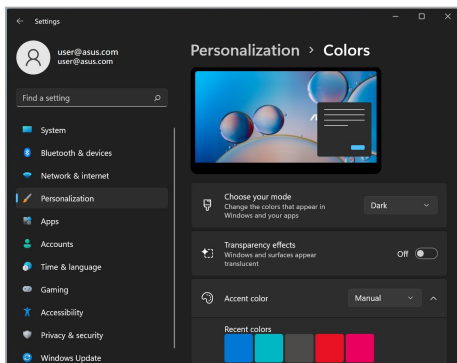 Settings
user@asus.com
user@asus.com
Find a setting
System
Bluetooth & devices
Network & internet
Personalization
Apps
Accounts
Time & language
Gaming
Accessibility
Privacy & security
Windows Update
Personalization > Colors
Choose your mode
Change the colors that appear in
Windows and your apps
Dark
Transparency effects
Windows and surfaces appear
translucent
Off
Accent color
Manual
Recent colors